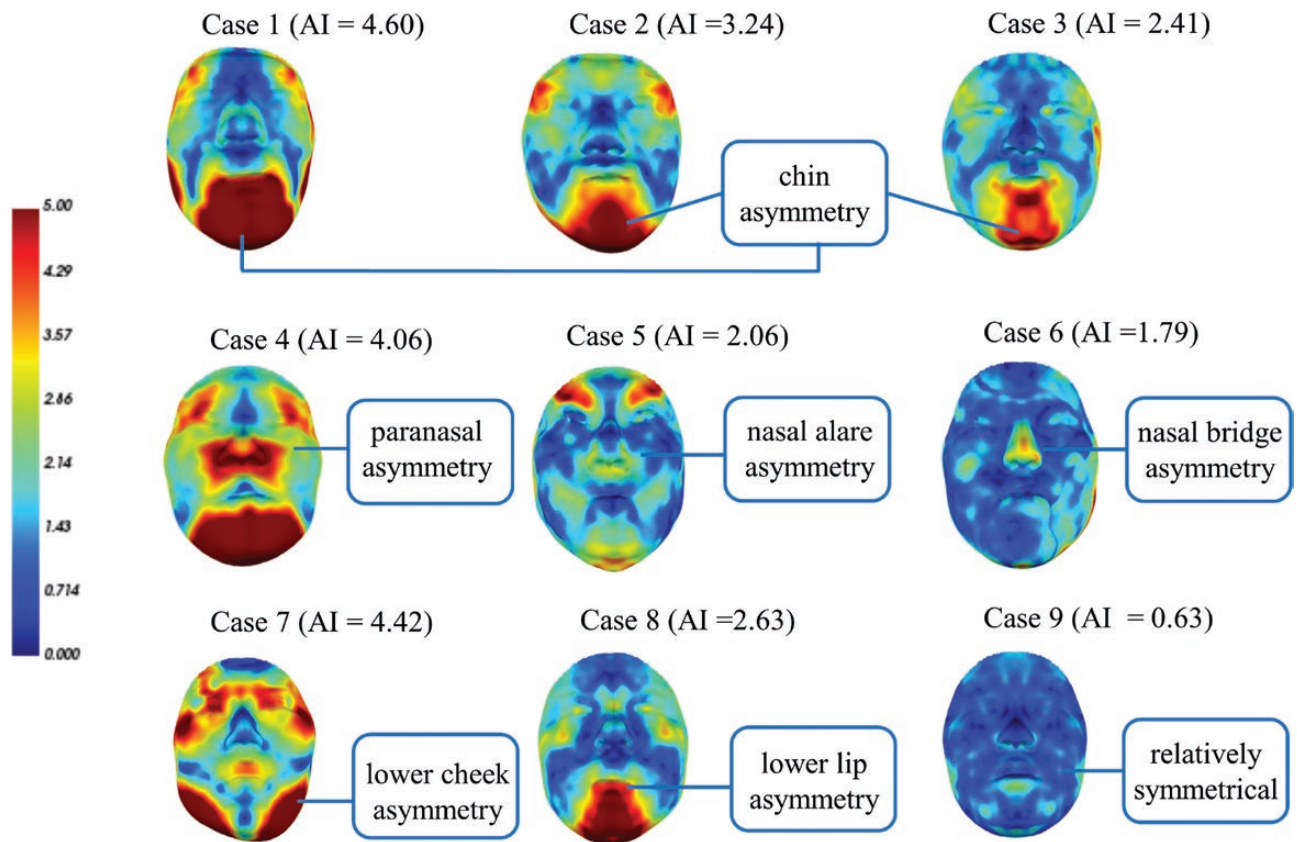 Case 1 (AI = 4.60)
Case 2 (AI =3.24)
Case 3 (AI = 2.41)
chin
asymmetry
5.00
4.29
3.57
2.86
2.14
1.43
0.714
0.000
Case 4 (AI = 4.06)
Case 5 (AI = 2.06)
Case 6 (AI =1.79)
paranasal
asymmetry
nasal alare
asymmetry
nasal bridge
asymmetry
Case 7 (AI = 4.42)
Case 8 (AI =2.63)
Case 9 (AI = 0.63)
lower cheek
asymmetry
lower lip
asymmetry
relatively
symmetrical